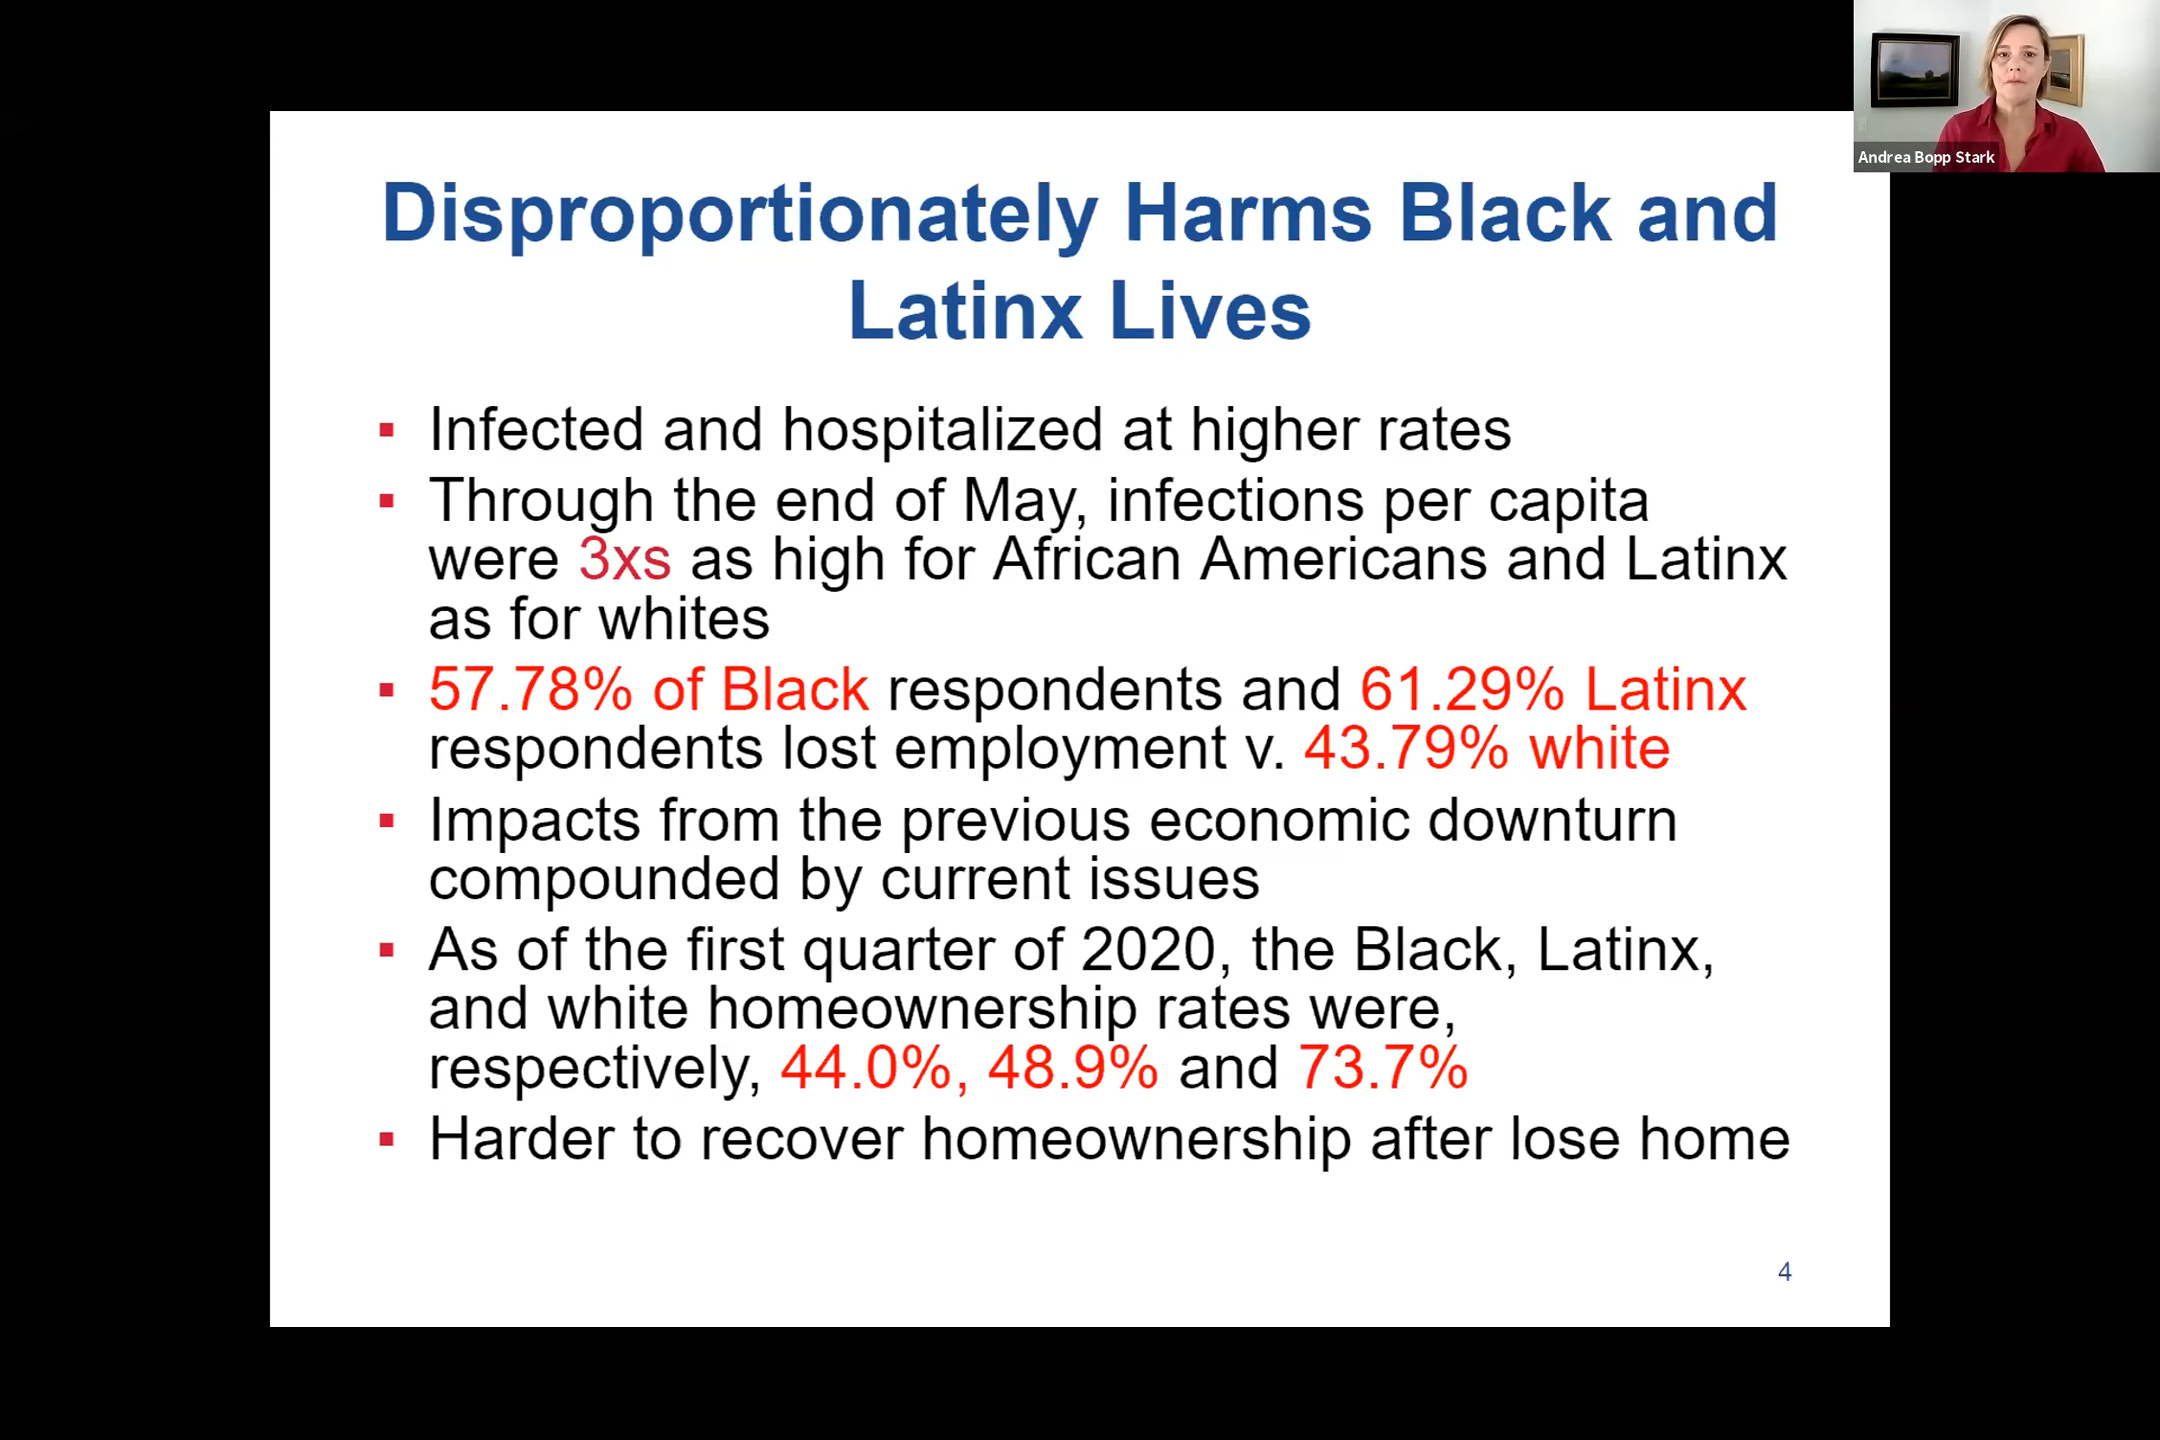 Andrea Bopp Stark
Disproportionately Harms Black and
Latinx Lives
▪ Infected and hospitalized at higher rates
▪ Through the end of May, infections per capita
were 3xs as high for African Americans and Latinx
as for whites
▪ 57.78% of Black respondents and 61.29% Latinx
respondents lost employment v. 43.79% white
▪ Impacts from the previous economic downturn
compounded by current issues
▪ As of the first quarter of 2020, the Black, Latinx,
and white homeownership rates were,
respectively, 44.0%, 48.9% and 73.7%
▪ Harder to recover homeownership after lose home
4